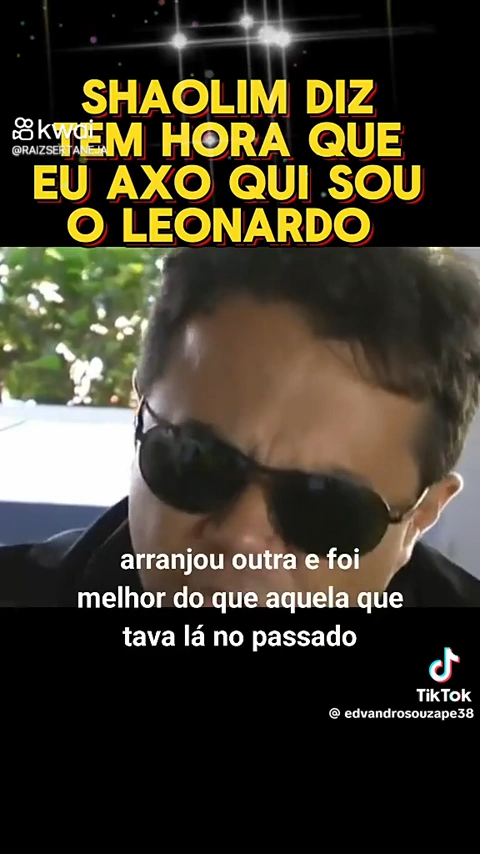 SHAOLIM DIZ
TEM HORA QUE
EU AXO QUI SOU
O LEONARDO
kwai
@RAIZSERTANEJA
arranjou outra e foi
melhor do que aquela que
tava lá no passado
TikTok
@ edvandrosouzape38